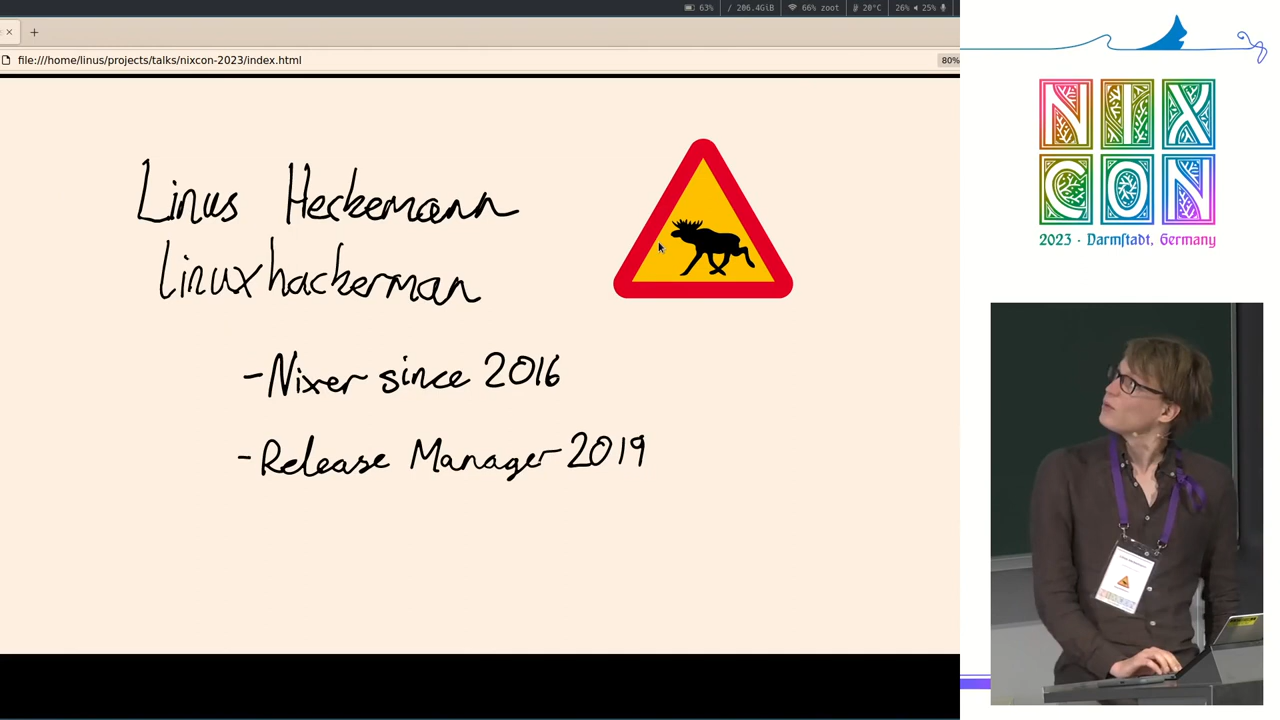 63% / 206.4GiB 66% zoot 20°C 26% 25%
file:///home/linus/projects/talks/nixcon-2023/index.html
80%
Linus Heckemann
linuxhackerman
- Nixer since 2016
- Release Manager 2019
NIX
CON
2023 · Darmstadt, Germany